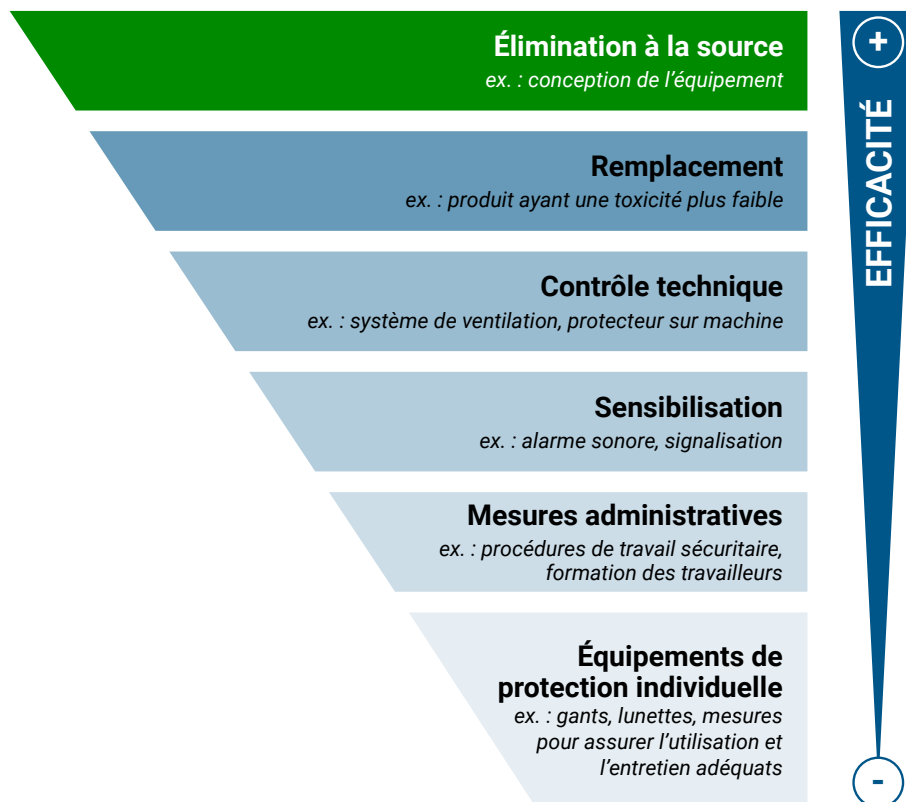 Élimination à la source
ex. : conception de l'équipement
+
EFFICACITÉ
Remplacement
ex. : produit ayant une toxicité plus faible
Contrôle technique
ex. : système de ventilation, protecteur sur machine
Sensibilisation
ex. : alarme sonore, signalisation
Mesures administratives
ex. : procédures de travail sécuritaire,
formation des travailleurs
Équipements de
protection individuelle
ex. : gants, lunettes, mesures
pour assurer l'utilisation et
l'entretien adéquats
-